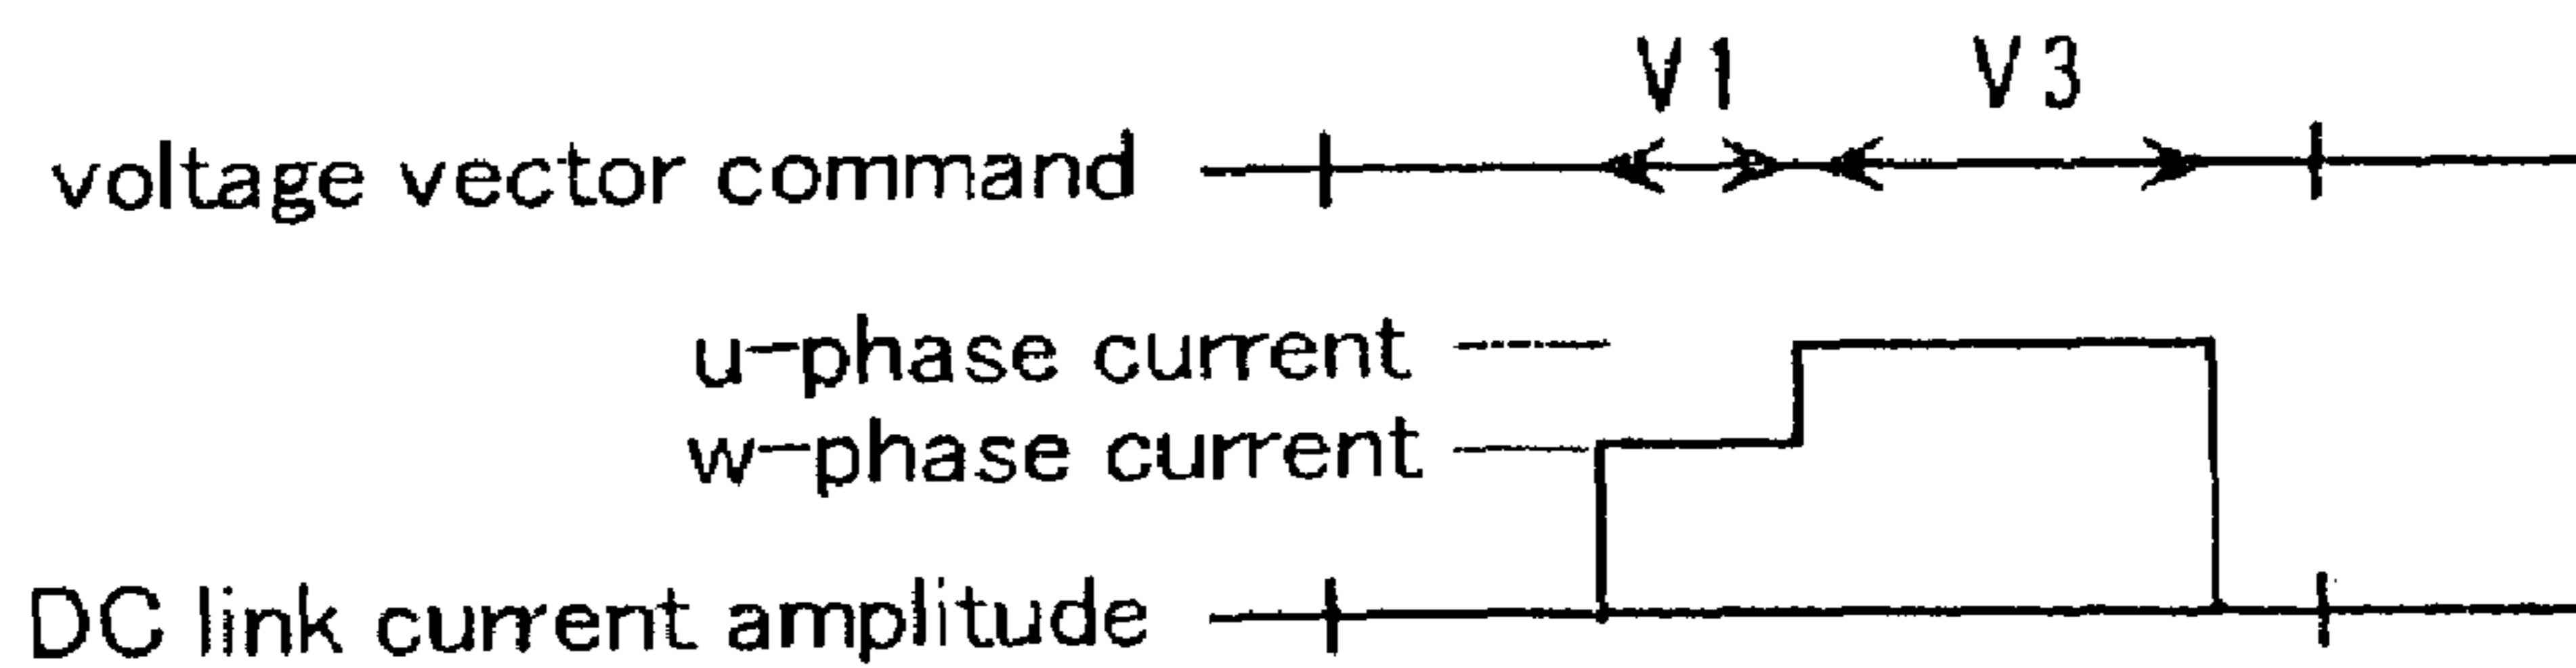 V1 V3
voltage vector command
u-phase current
w-phase current
DC link current amplitude